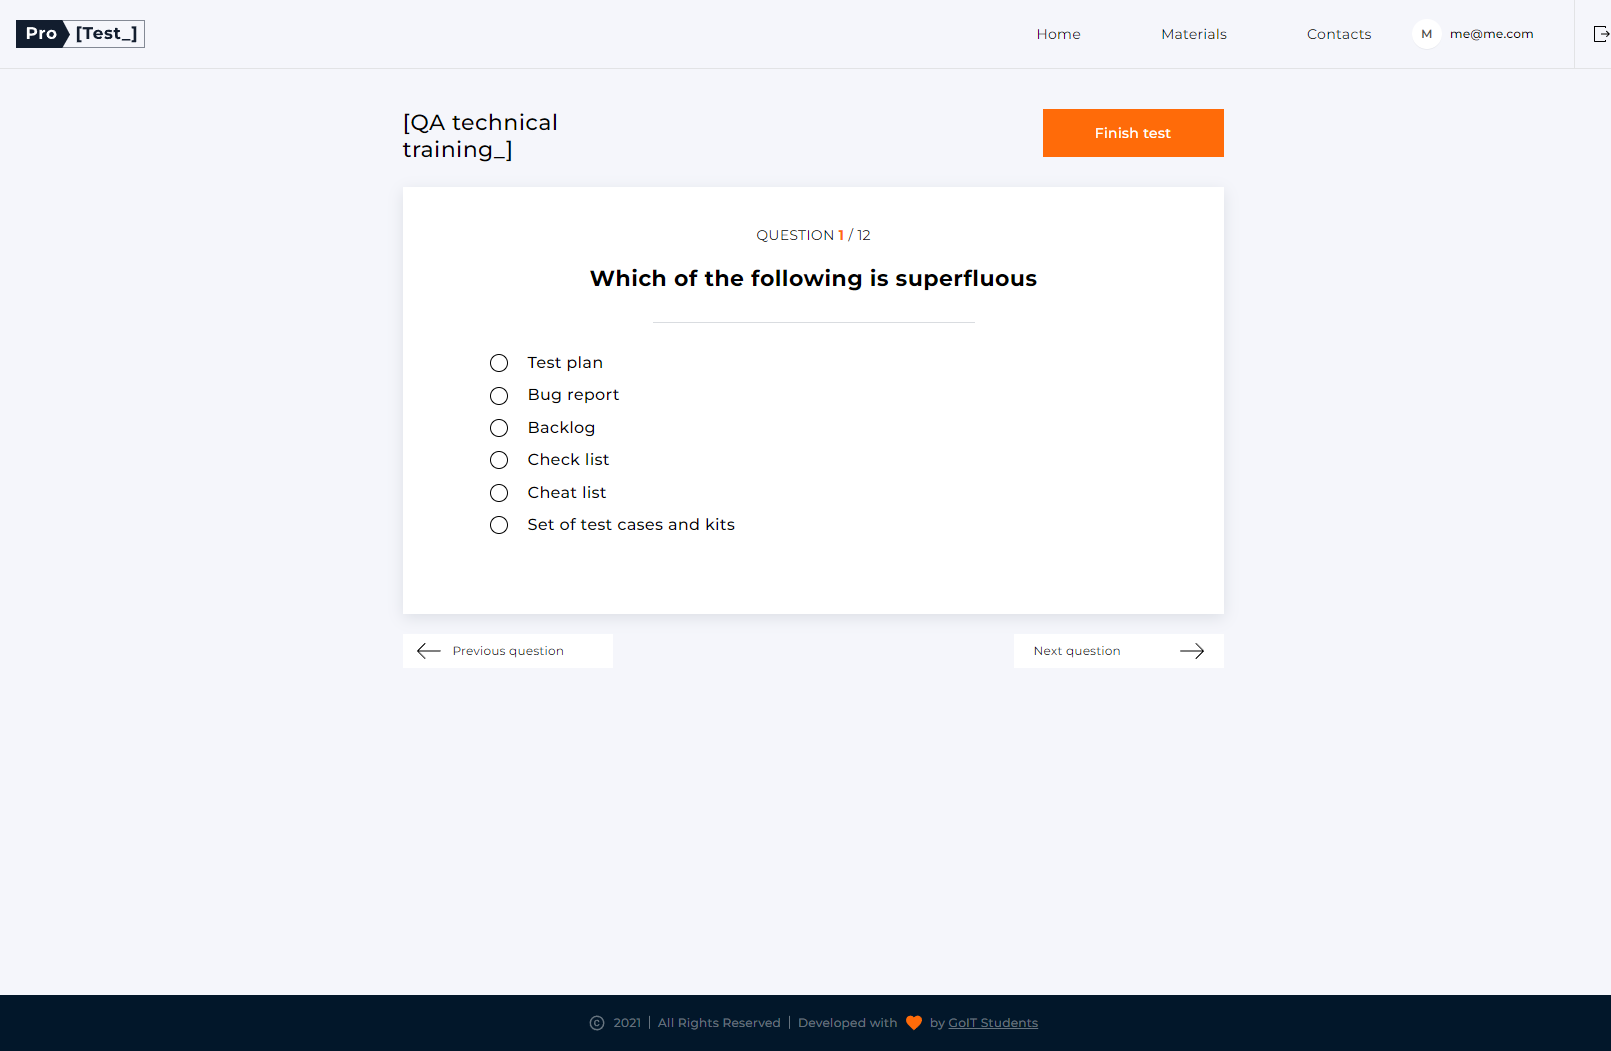 Pro [Test_]
Home Materials Contacts M me@me.com
[QA technical
training_]
Finish test
QUESTION 1 / 12
Which of the following is superfluous
Test plan
Bug report
Backlog
Check list
Cheat list
Set of test cases and kits
Previous question
Next question
© 2021 | All Rights Reserved | Developed with by GoIT Students